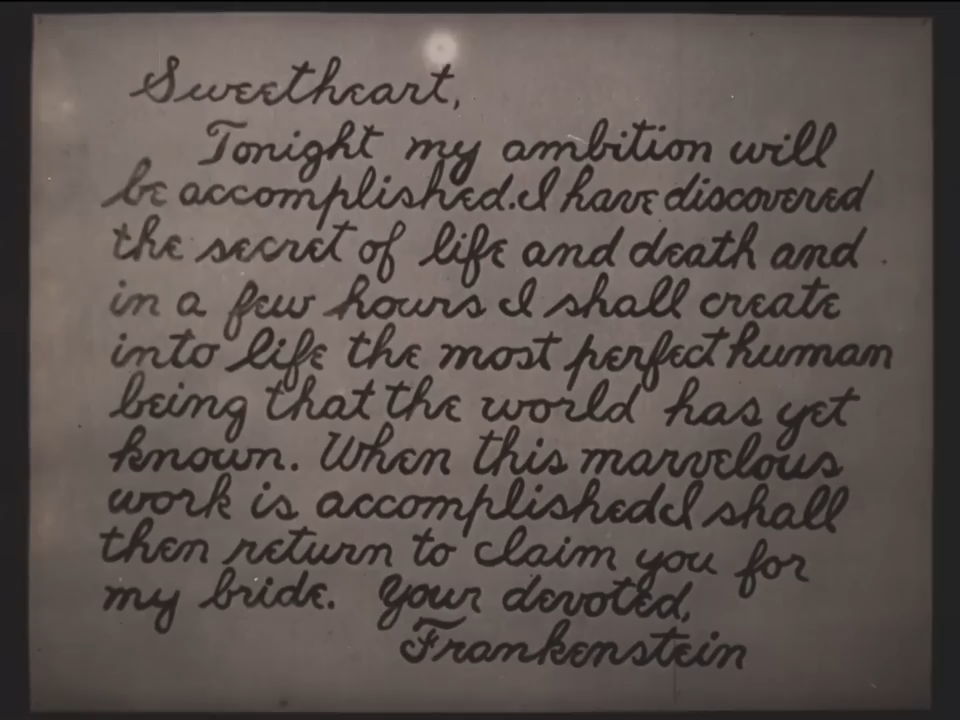 Sweetheart,
Tonight my ambition will
be accomplished. I have discovered
the secret of life and death and
in a few hours I shall create
into life the most perfect human
being that the world has yet
known. When this marvelous
work is accomplished I shall
then return to claim you for
my bride. Your devoted,
Frankenstein